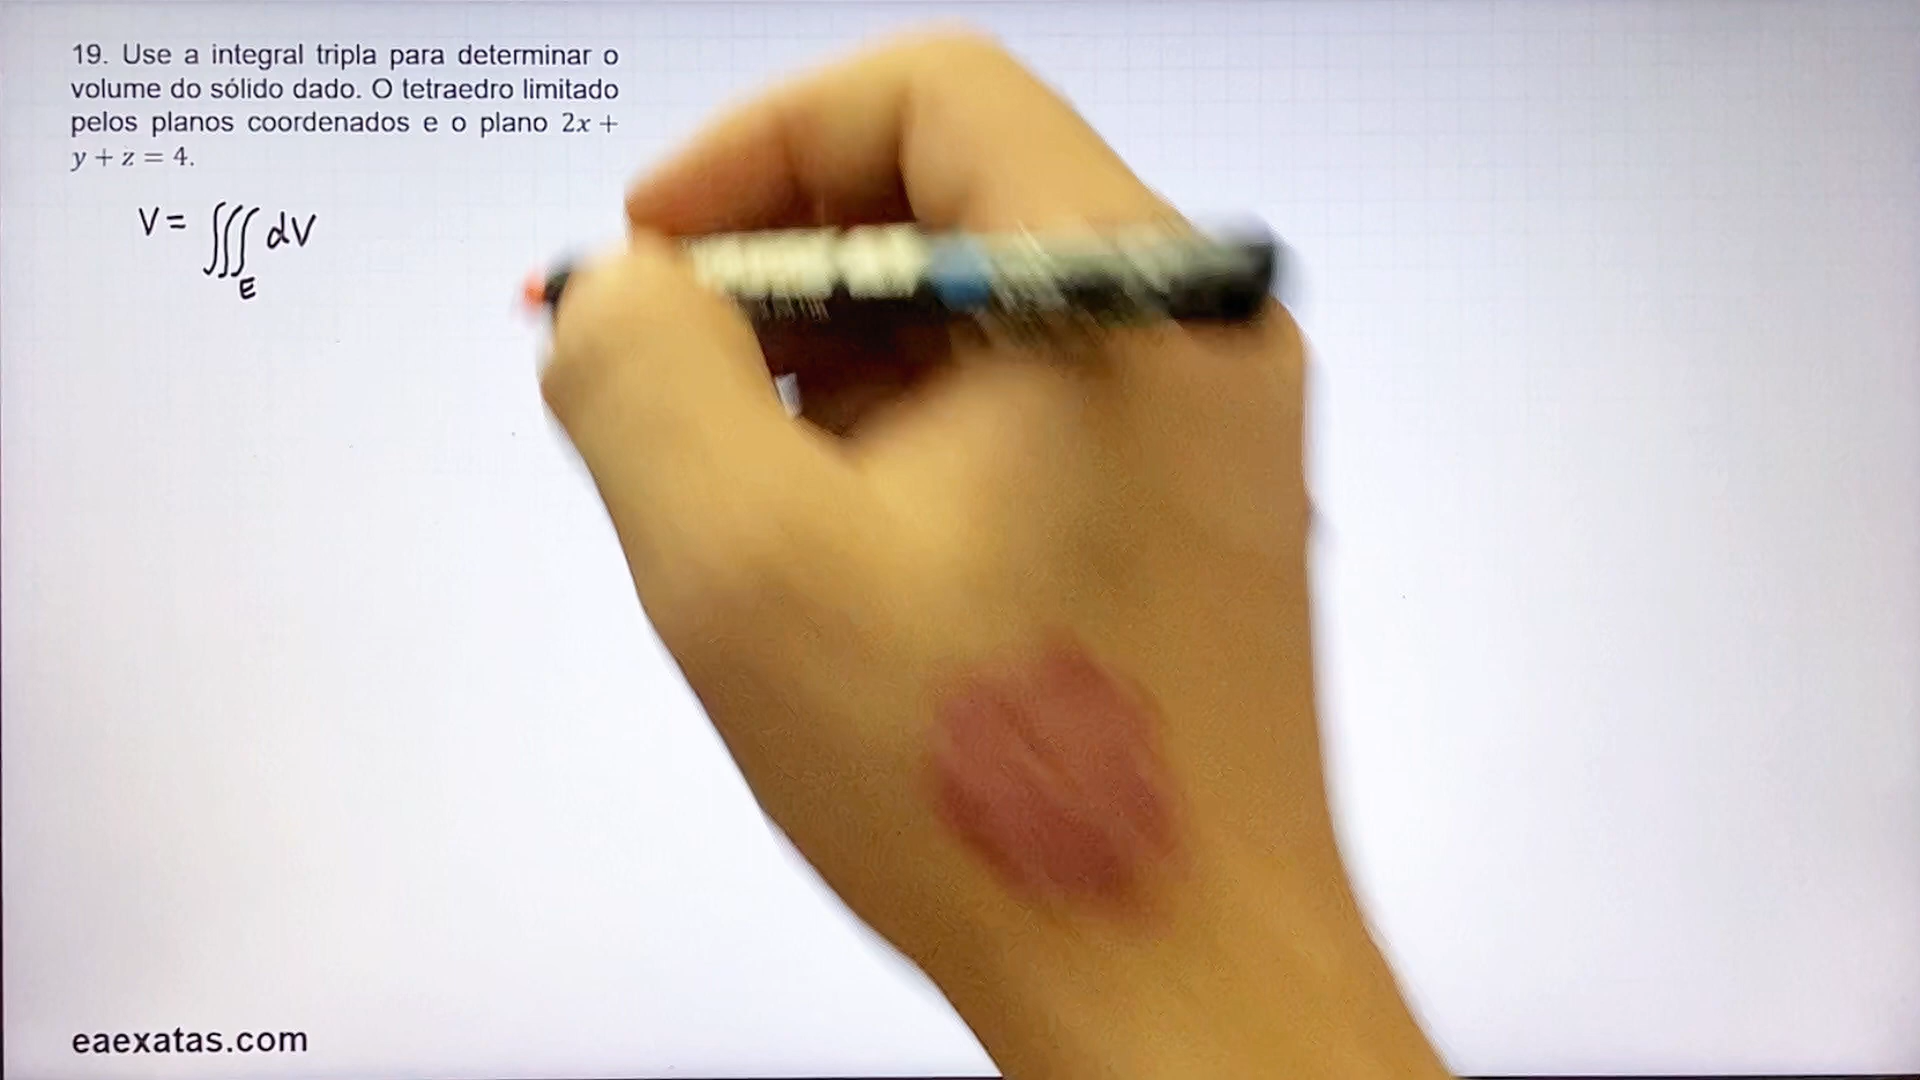 19. Use a integral tripla para determinar o
volume do sólido dado. O tetraedro limitado
pelos planos coordenados e o plano 2x +
y + z = 4.
V = ∭_E dV
eaexatas.com